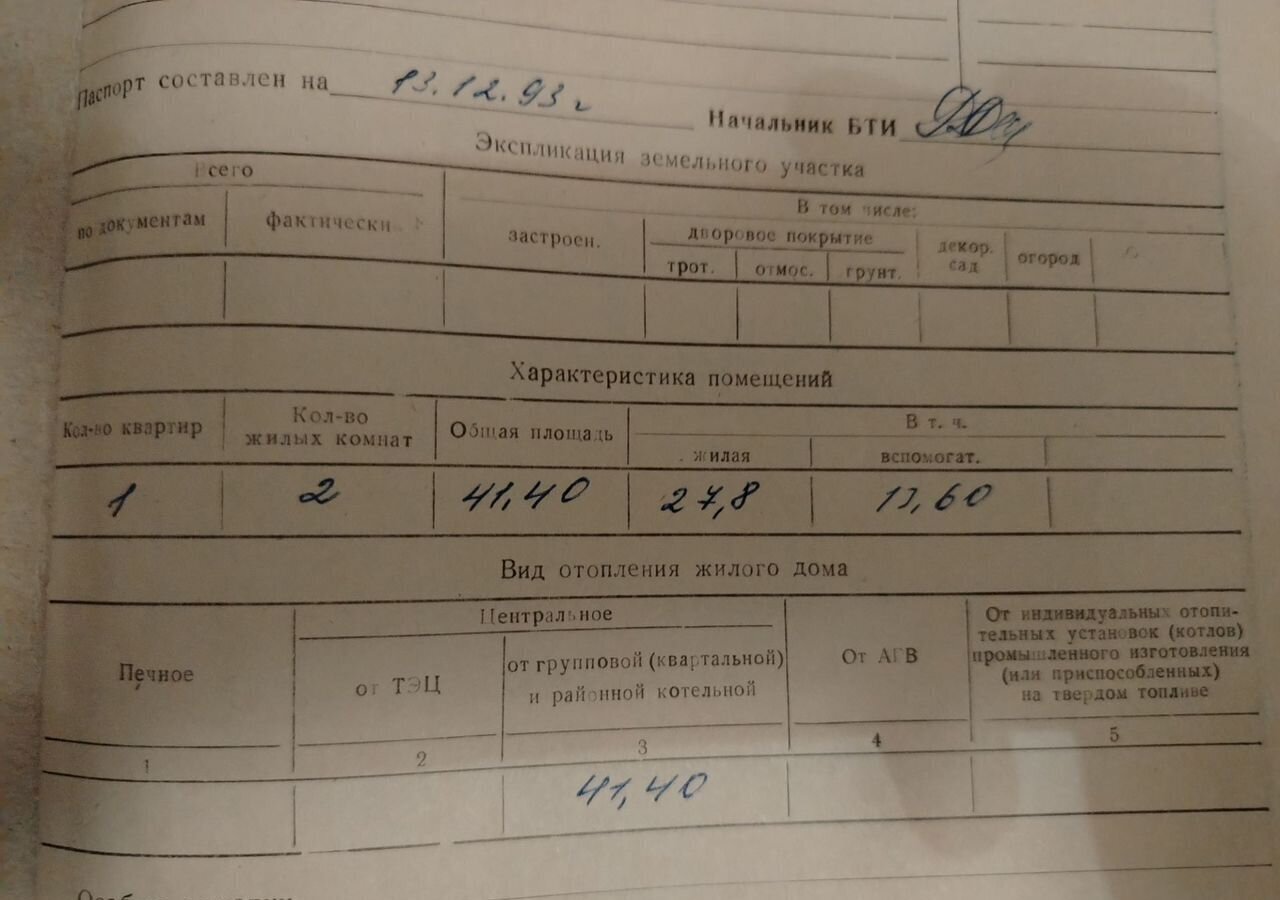 Паспорт составлен на 13.12.93 г
Начальник БТИ
Экспликация земельного участка
Всего
В том числе:
по документам
фактически
застроен.
дворовое покрытие
декор. сад
огород
трот.
отмос.
грунт.
Характеристика помещений
Кол-во квартир
Кол-во
жилых комнат
Общая площадь
В т. ч.
жилая
вспомогат.
1 2 41,40 27,8 13,60
Вид отопления жилого дома
Печное
Центральное
от ТЭЦ
от групповой (квартальной)
и районной котельной
От АГВ
От индивидуальных отопи-
тельных установок (котлов)
промышленного изготовления
(или приспособленных)
на твердом топливе
1 2 3 4 5
41,40